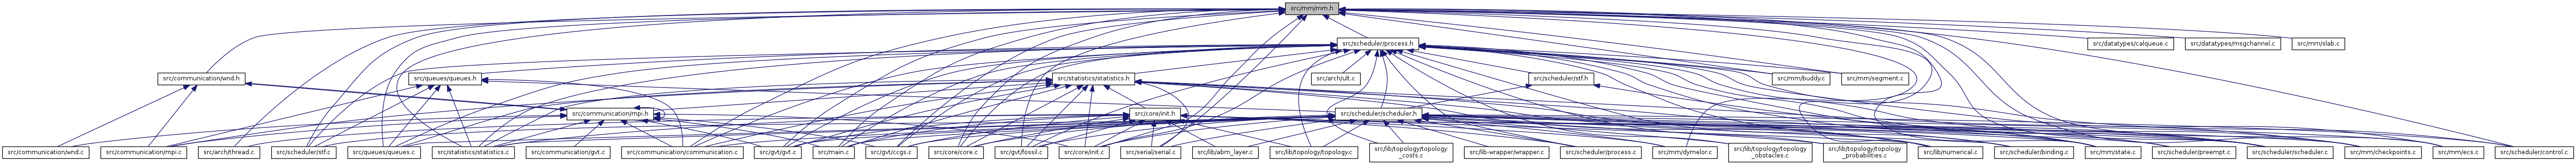 src/mm/mm.h
src/scheduler/process.h
src/datatypes/calqueue.c
src/datatypes/msgchannel.c
src/mm/slab.c
src/communication/wnd.h
src/queues/queues.h
src/statistics/statistics.h
src/arch/ult.c
src/scheduler/stf.h
src/mm/buddy.c
src/mm/segment.c
src/communication/mpi.h
src/core/init.h
src/scheduler/scheduler.h
src/communication/wnd.c
src/communication/mpi.c
src/arch/thread.c
src/scheduler/stf.c
src/queues/queues.c
src/statistics/statistics.c
src/communication/gvt.c
src/communication/communication.c
src/gvt/gvt.c
src/main.c
src/gvt/ccgs.c
src/core/core.c
src/gvt/fossil.c
src/core/init.c
src/serial/serial.c
src/lib/abm_layer.c
src/lib/topology/topology.c
src/lib/topology/topology
_costs.c
src/lib-wrapper/wrapper.c
src/scheduler/process.c
src/mm/dymelor.c
src/lib/topology/topology
_obstacles.c
src/lib/topology/topology
_probabilities.c
src/lib/numerical.c
src/scheduler/binding.c
src/mm/state.c
src/scheduler/preempt.c
src/scheduler/scheduler.c
src/mm/checkpoints.c
src/mm/ecs.c
src/scheduler/control.c